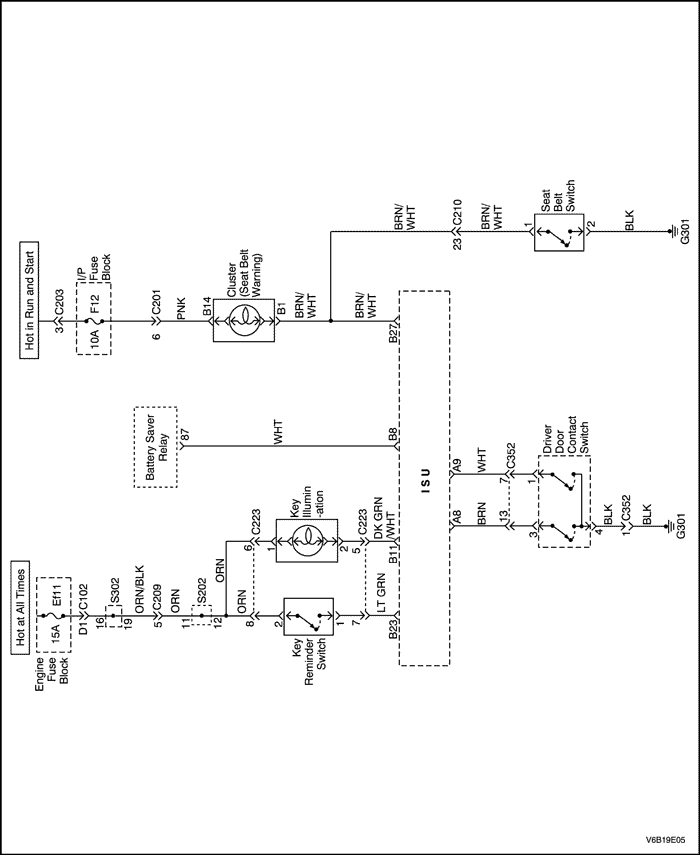 Hot at All Times
Engine
Fuse
Block
15A
Ef11
D1
C102
16
S302
19
ORN/BLK
5
C209
ORN
11
S202
12
ORN
ORN
8
6
C223
2
1
Key
Reminder
Switch
Key
Illumin
-ation
1
2
7
5
C223
LT GRN
DK GRN
/WHT
B23
B11
Battery Saver
Relay
87
WHT
B8
Hot in Run and Start
3
C203
I/P
Fuse
Block
10A
F12
6
C201
PNK
B14
Cluster
(Seat Belt
Warning)
B1
BRN/
WHT
BRN/
WHT
B27
BRN/
WHT
23
C210
BRN/
WHT
1
Seat
Belt
Switch
2
BLK
G301
ISU
A8
A9
BRN
WHT
13
7
C352
3
1
Driver
Door
Contact
Switch
4
BLK
1
C352
BLK
G301
V6B19E05